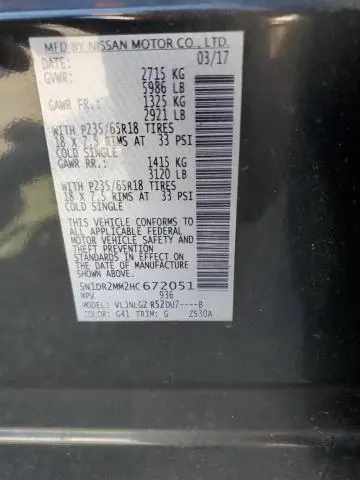 MFD BY NISSAN MOTOR CO., LTD.
DATE: 03/17
GVWR: 2715 KG
5986 LB
GAWR FR.: 1325 KG
2921 LB
WITH P235/65R18 TIRES
18 X 7.5 RIMS AT 33 PSI
COLD SINGLE
GAWR RR.: 1415 KG
3120 LB
WITH P235/65R18 TIRES
18 X 7.5 RIMS AT 33 PSI
COLD SINGLE
THIS VEHICLE CONFORMS TO
ALL APPLICABLE FEDERAL
MOTOR VEHICLE SAFETY AND
THEFT PREVENTION
STANDARDS IN EFFECT ON
THE DATE OF MANUFACTURE
SHOWN ABOVE.
5N1DR2MM2HC672051
MPV 936
MODEL: VLJNLGZ R52DU7----B
COLOR: G41 TRIM: G ZS30A